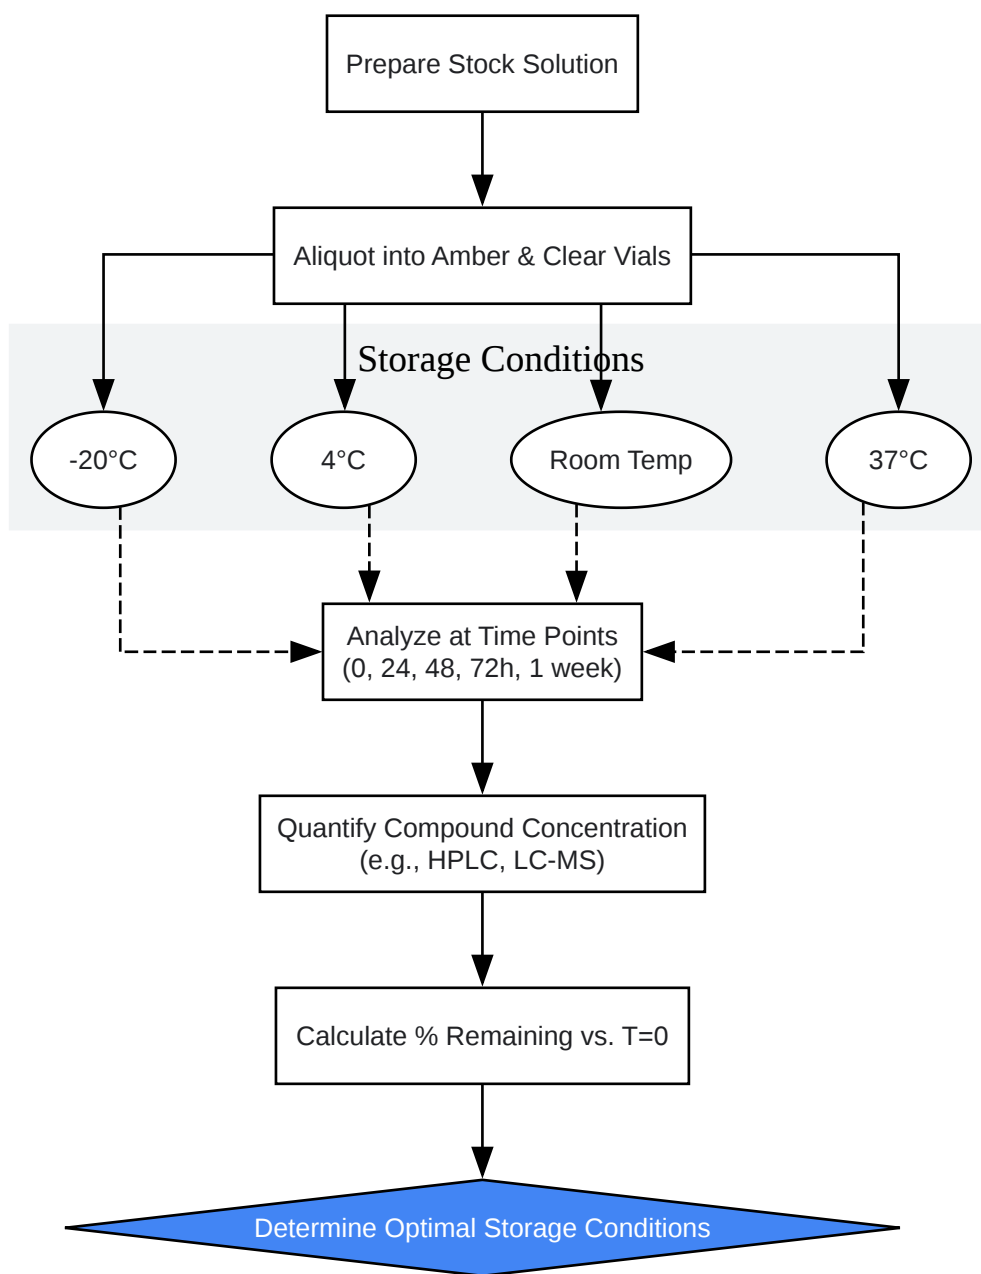 Prepare Stock Solution
Aliquot into Amber & Clear Vials
Storage Conditions
-20°C
4°C
Room Temp
37°C
Analyze at Time Points
(0, 24, 48, 72h, 1 week)
Quantify Compound Concentration
(e.g., HPLC, LC-MS)
Calculate % Remaining vs. T=0
Determine Optimal Storage Conditions